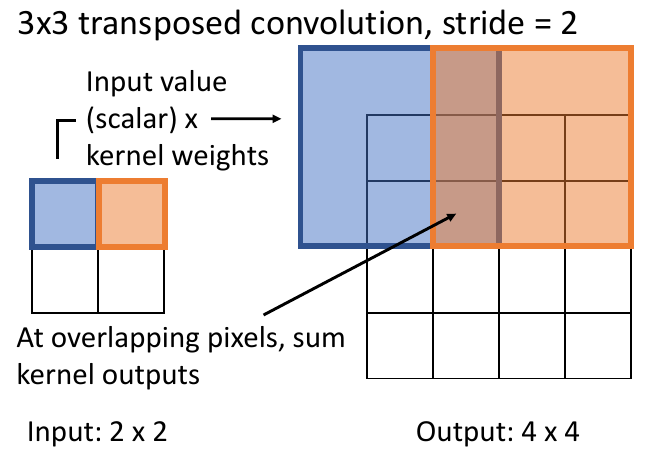 3x3 transposed convolution, stride = 2
Input value
(scalar) x
kernel weights
At overlapping pixels, sum
kernel outputs
Input: 2 x 2
Output: 4 x 4